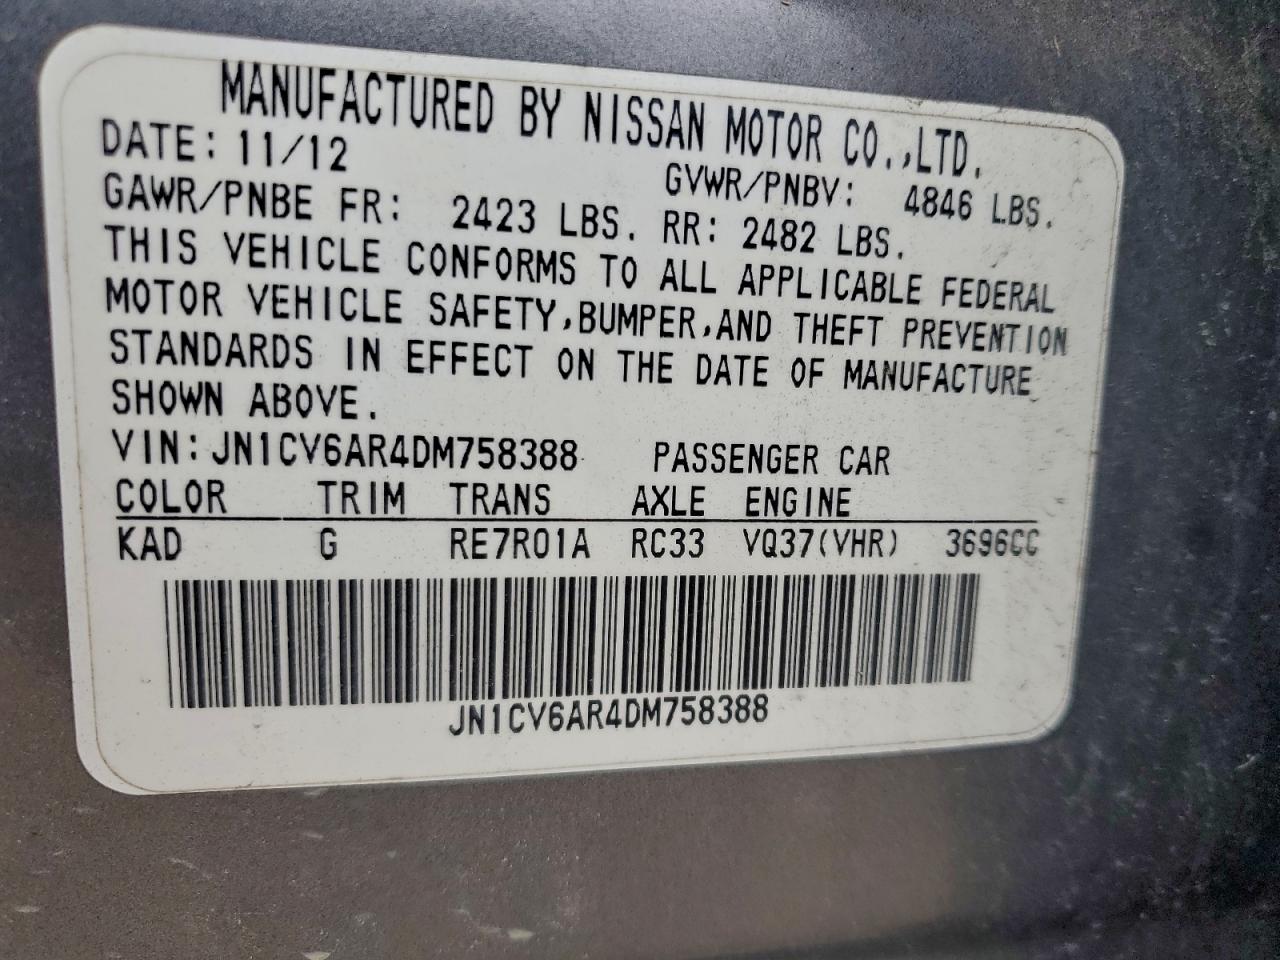 MANUFACTURED BY NISSAN MOTOR CO.,LTD.
DATE: 11/12 GVWR/PNBV: 4846 LBS.
GAWR/PNBE FR: 2423 LBS. RR: 2482 LBS.
THIS VEHICLE CONFORMS TO ALL APPLICABLE FEDERAL
MOTOR VEHICLE SAFETY,BUMPER,AND THEFT PREVENTION
STANDARDS IN EFFECT ON THE DATE OF MANUFACTURE
SHOWN ABOVE.
VIN:JN1CV6AR4DM758388 PASSENGER CAR
COLOR TRIM TRANS AXLE ENGINE
KAD G RE7R01A RC33 VQ37(VHR) 3696CC
JN1CV6AR4DM758388